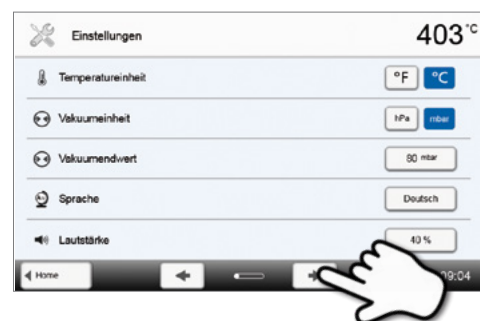 Einstellungen 403 °C
Temperatureinheit °F °C
Vakuumeinheit hPa mbar
Vakuumendwert 80 mbar
Sprache Deutsch
Lautstärke 40 %
Home 09:04